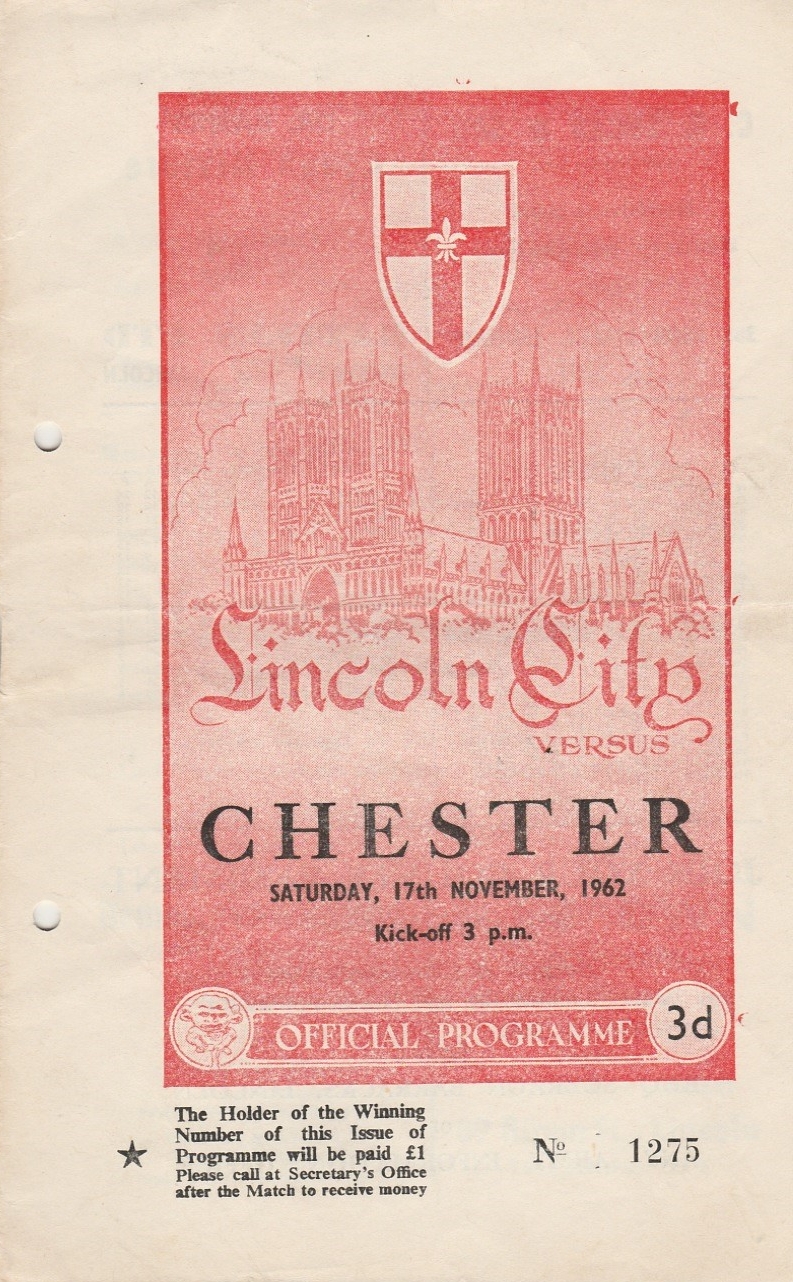 Lincoln City
VERSUS
CHESTER
SATURDAY, 17th NOVEMBER, 1962
Kick-off 3 p.m.
OFFICIAL PROGRAMME
3d
The Holder of the Winning
Number of this Issue of
Programme will be paid £1
Please call at Secretary's Office
after the Match to receive money
★
Nº 1275